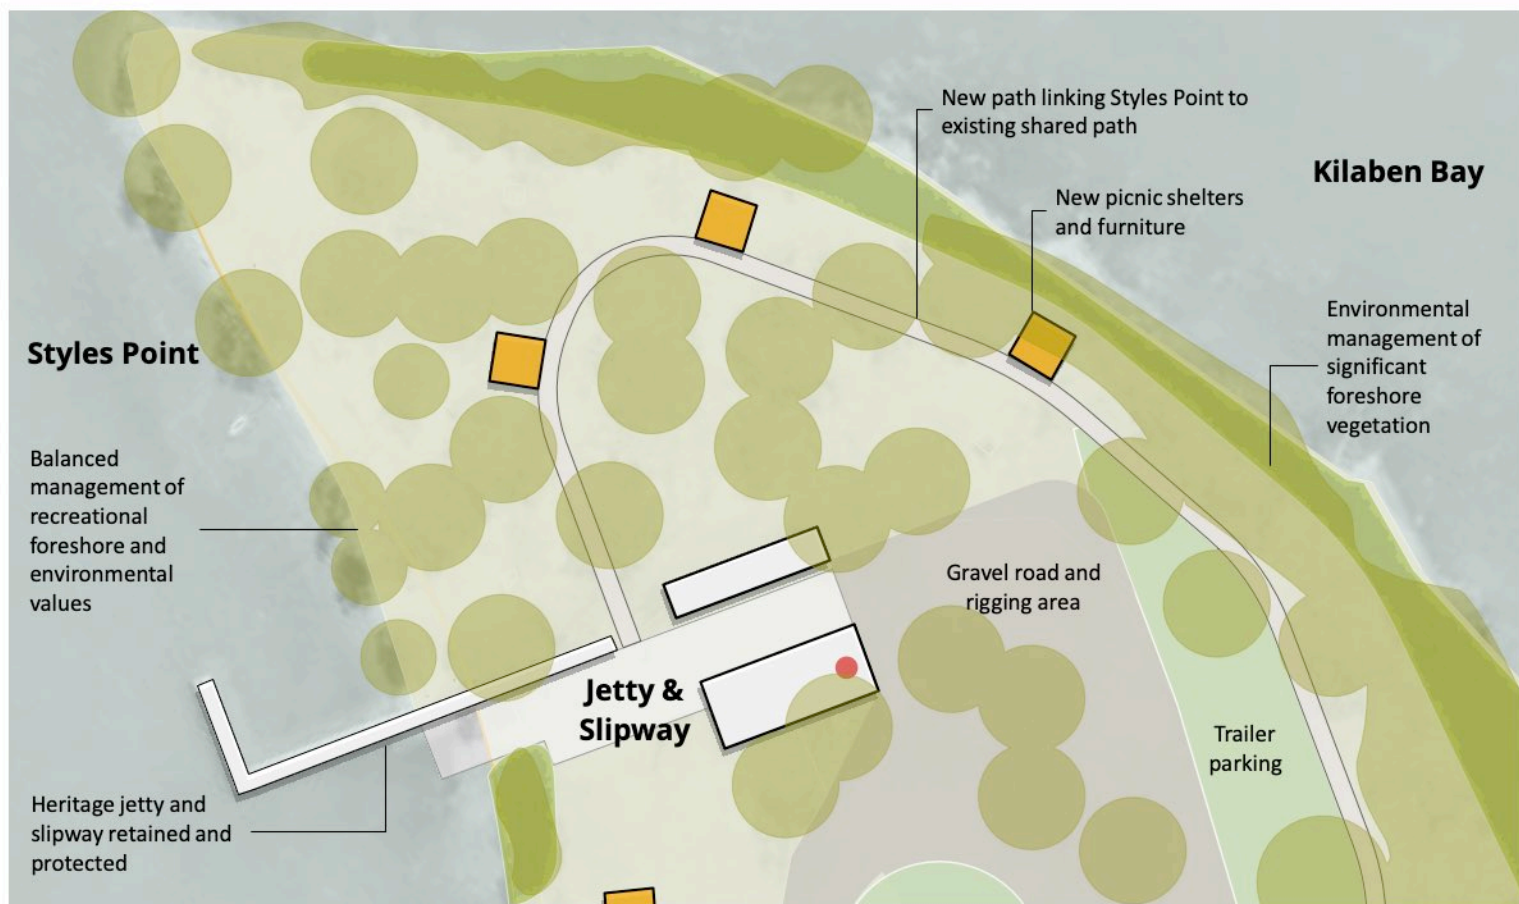 New path linking Styles Point to
existing shared path
Kilaben Bay
New picnic shelters
and furniture
Environmental
management of
significant
foreshore
vegetation
Styles Point
Balanced
management of
recreational
foreshore and
environmental
values
Gravel road and
rigging area
Jetty &
Slipway
Trailer
parking
Heritage jetty and
slipway retained and
protected